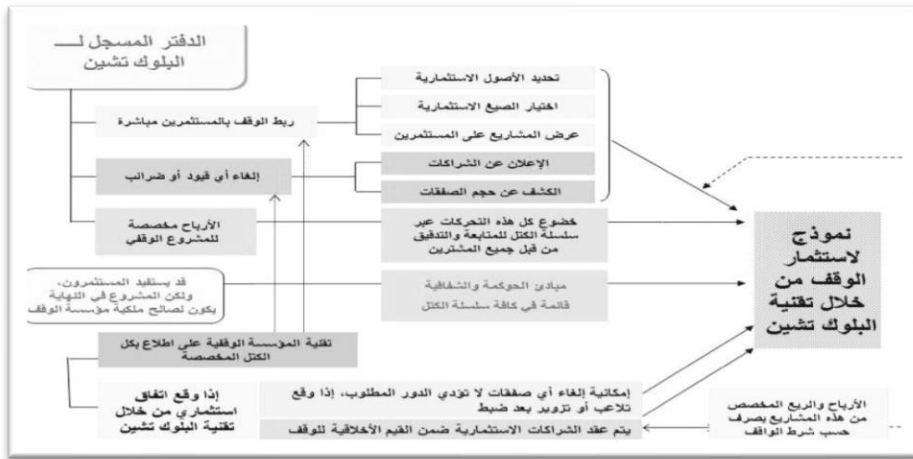 الدفتر المسجل لـــ
البلوك تشين
ربط الوقف بالمستثمرين مباشرة
تحديد الأصول الاستثمارية
اختيار الصيغ الاستثمارية
عرض المشاريع على المستثمرين
إلغاء أي قيود أو ضرائب
الإعلان عن الشراكات
الكشف عن حجم الصفقات
الأرباح مخصصة
للمشروع الوقفي
خضوع كل هذه التحركات عبر
سلسلة الكتل للمتابعة والتدقيق
من قبل جميع المشترين
قد يستفيد المستثمرون،
ولكن المشروع في النهاية
يكون لصالح ملكية مؤسسة الوقف
مبادئ الحوكمة والشفافية
قائمة في كافة سلسلة الكتل
نموذج
لاستثمار
الوقف من
خلال تقنية
البلوك تشين
تقنية المؤسسة الوقفية على اطلاع بكل
الكتل المخصصة
إذا وقع اتفاق
استثماري من خلال
تقنية البلوك تشين
إمكانية إلغاء أي صفقات لا تؤدي الدور المطلوب، إذا وقع
تلاعب أو تزوير بعد ضبط
يتم عقد الشراكات الاستثمارية ضمن القيم الأخلاقية للوقف
الأرباح والريع المخصص
من هذه المشاريع يصرف
حسب شرط الواقف